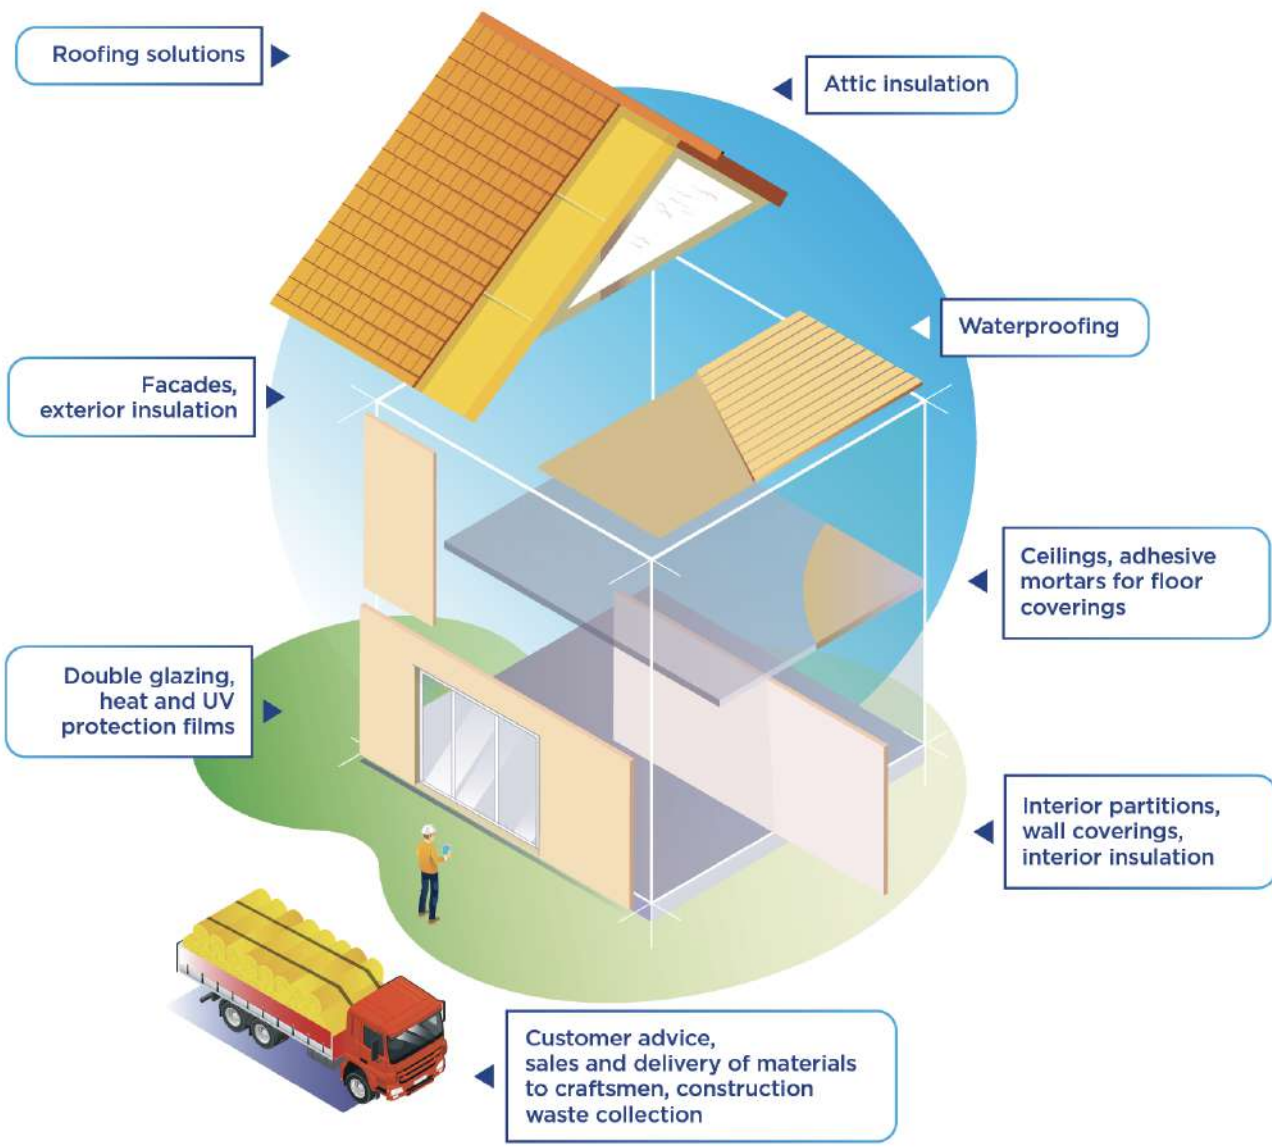 Roofing solutions
Attic insulation
Waterproofing
Facades,
exterior insulation
Ceilings, adhesive
mortars for floor
coverings
Double glazing,
heat and UV
protection films
Interior partitions,
wall coverings,
interior insulation
Customer advice,
sales and delivery of materials
to craftsmen, construction
waste collection